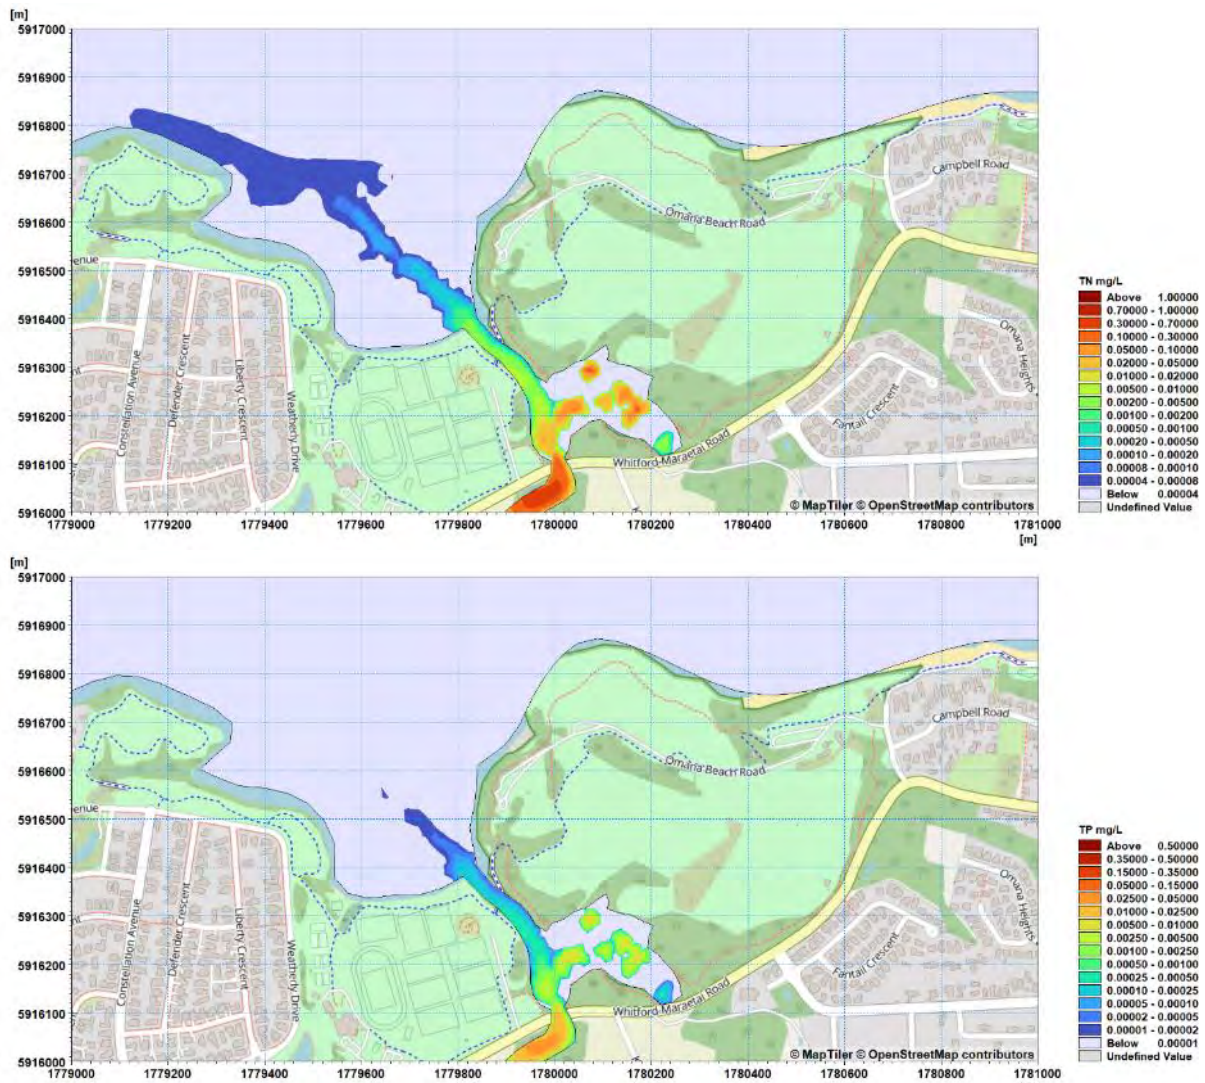 [m]
5917000
5916900
5916800
5916700
5916600
5916500
5916400
5916300
5916200
5916100
5916000
1779000 1779200 1779400 1779600 1779800 1780000 1780200 1780400 1780600 1780800 1781000
[m]
Campbell Road
Omana Beach Road
enue
Constellation Avenue
Defender Crescent
Liberty Crescent
Weatherly Drive
Omana Heights
Fantail Crescent
Whitford-Maraetai Road
© MapTiler © OpenStreetMap contributors
TN mg/L
Above 1.00000
0.70000 - 1.00000
0.30000 - 0.70000
0.10000 - 0.30000
0.05000 - 0.10000
0.02000 - 0.05000
0.01000 - 0.02000
0.00500 - 0.01000
0.00200 - 0.00500
0.00100 - 0.00200
0.00050 - 0.00100
0.00020 - 0.00050
0.00010 - 0.00020
0.00008 - 0.00010
0.00004 - 0.00008
Below 0.00004
Undefined Value
[m]
5917000
5916900
5916800
5916700
5916600
5916500
5916400
5916300
5916200
5916100
5916000
1779000 1779200 1779400 1779600 1779800 1780000 1780200 1780400 1780600 1780800 1781000
Campbell Road
Omana Beach Road
enue
Constellation Avenue
Defender Crescent
Liberty Crescent
Weatherly Drive
Omana Heights
Fantail Crescent
Whitford-Maraetai Road
© MapTiler © OpenStreetMap contributors
TP mg/L
Above 0.50000
0.35000 - 0.50000
0.15000 - 0.35000
0.05000 - 0.15000
0.02500 - 0.05000
0.01000 - 0.02500
0.00500 - 0.01000
0.00250 - 0.00500
0.00100 - 0.00250
0.00050 - 0.00100
0.00025 - 0.00050
0.00010 - 0.00025
0.00005 - 0.00010
0.00002 - 0.00005
0.00001 - 0.00002
Below 0.00001
Undefined Value